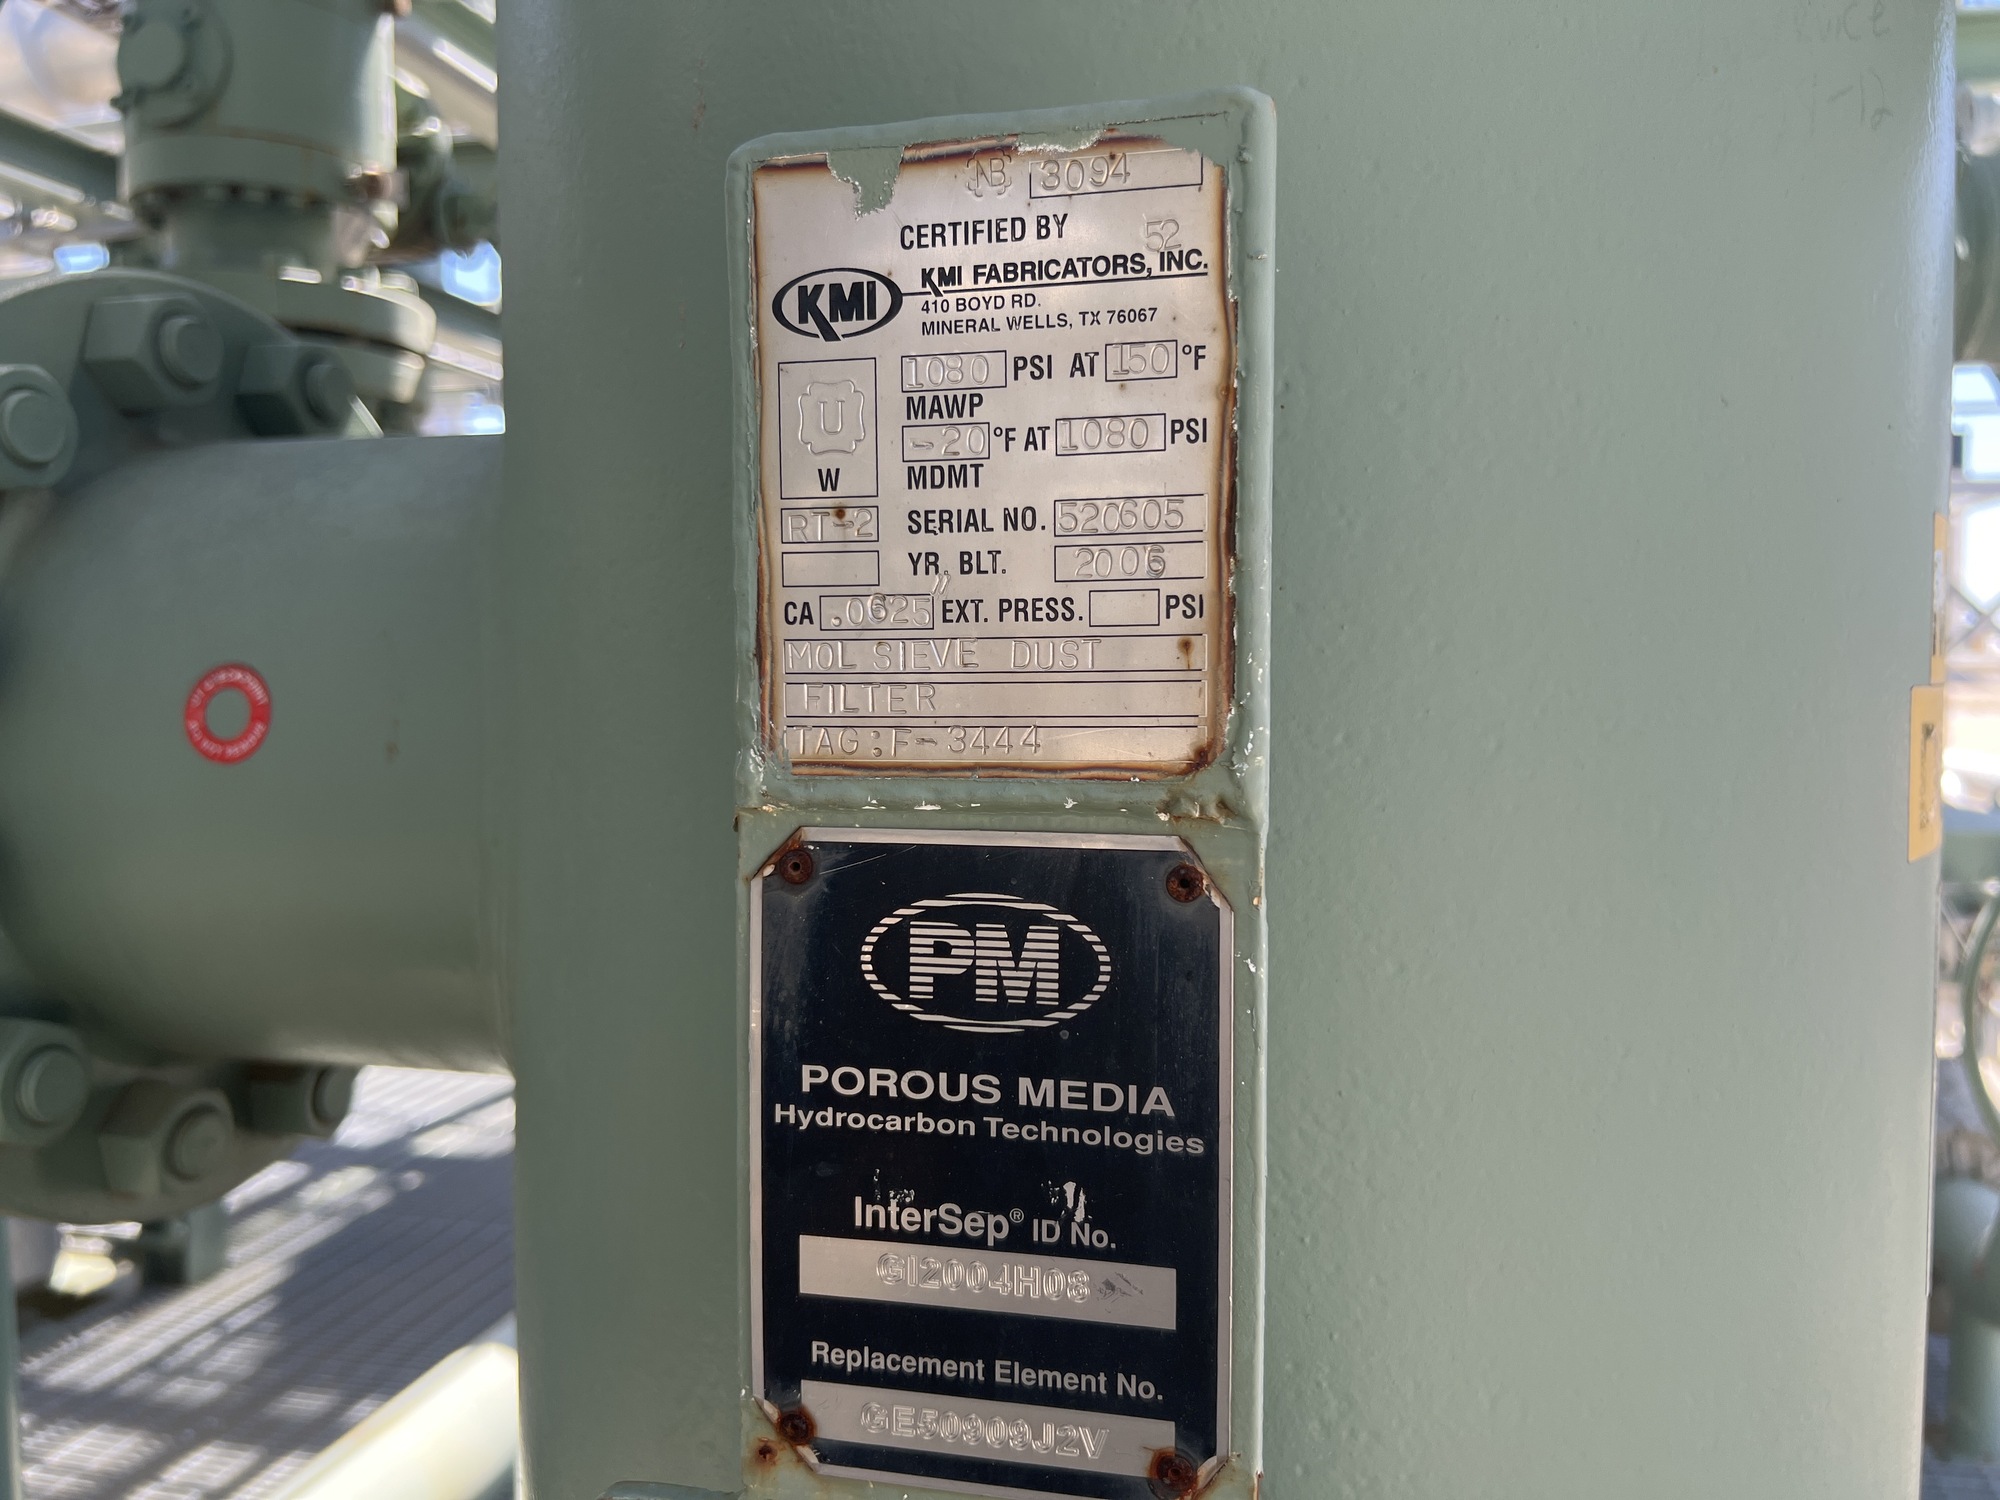 NB 3094
CERTIFIED BY 52
KMI KMI FABRICATORS, INC.
410 BOYD RD.
MINERAL WELLS, TX 76067
1080 PSI AT 150 °F
MAWP
-20 °F AT 1080 PSI
U
W MDMT
RT-2 SERIAL NO. 520605
YR. BLT. 2006
CA .0625" EXT. PRESS. PSI
MOL SIEVE DUST
FILTER
TAG:F-3444
PM
POROUS MEDIA
Hydrocarbon Technologies
InterSep® ID No.
GI2004H08
Replacement Element No.
GE50909J2V